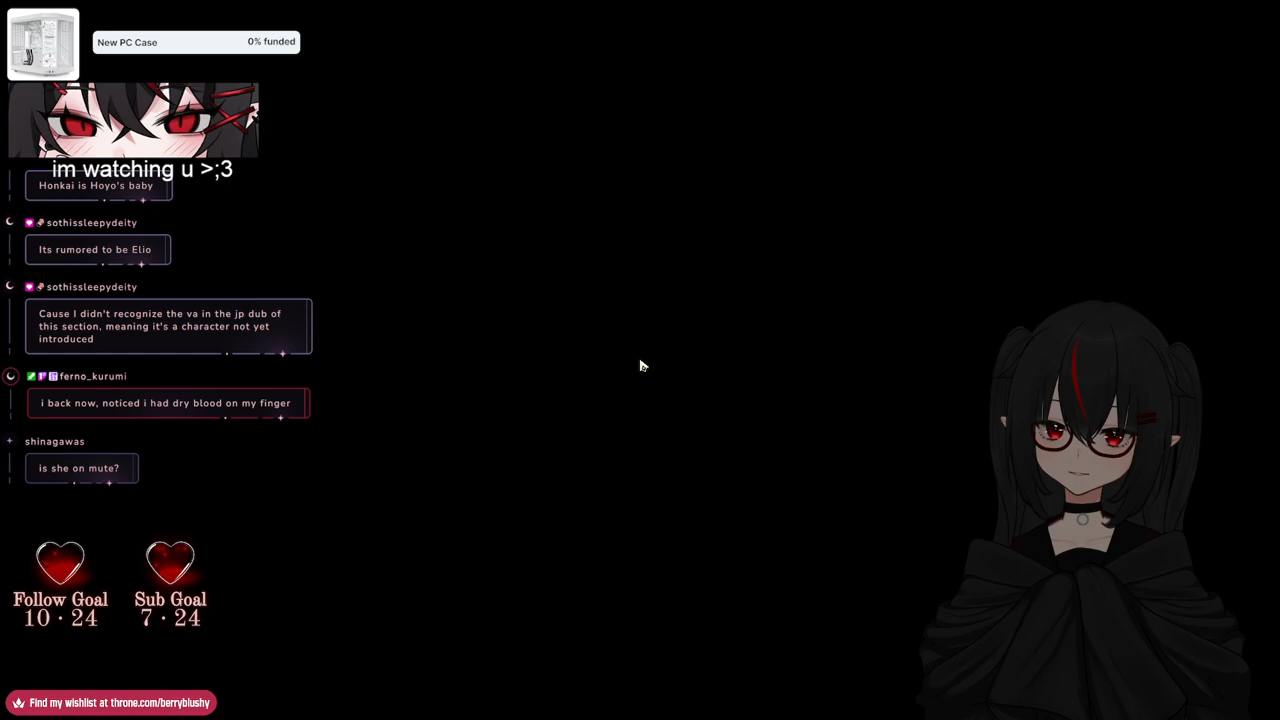 New PC Case 0% funded
im watching u >;3
Honkai is Hoyo's baby
sothissleepydeity
Its rumored to be Elio
sothissleepydeity
Cause I didn't recognize the va in the jp dub of
this section, meaning it's a character not yet
introduced
ferno_kurumi
i back now, noticed i had dry blood on my finger
shinagawas
is she on mute?
Follow Goal
10 · 24
Sub Goal
7 · 24
Find my wishlist at throne.com/berryblushy